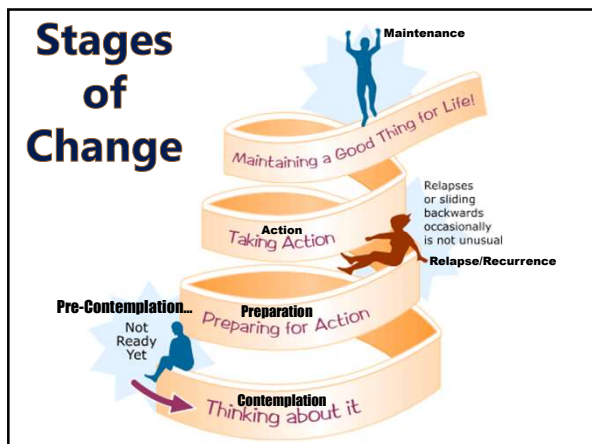 Stages
of
Change
Maintenance
Maintaining a Good Thing for Life!
Relapses
or sliding
backwards
occasionally
is not unusual
Relapse/Recurrence
Action
Taking Action
Pre-Contemplation...
Not
Ready
Yet
Preparation
Preparing for Action
Contemplation
Thinking about it